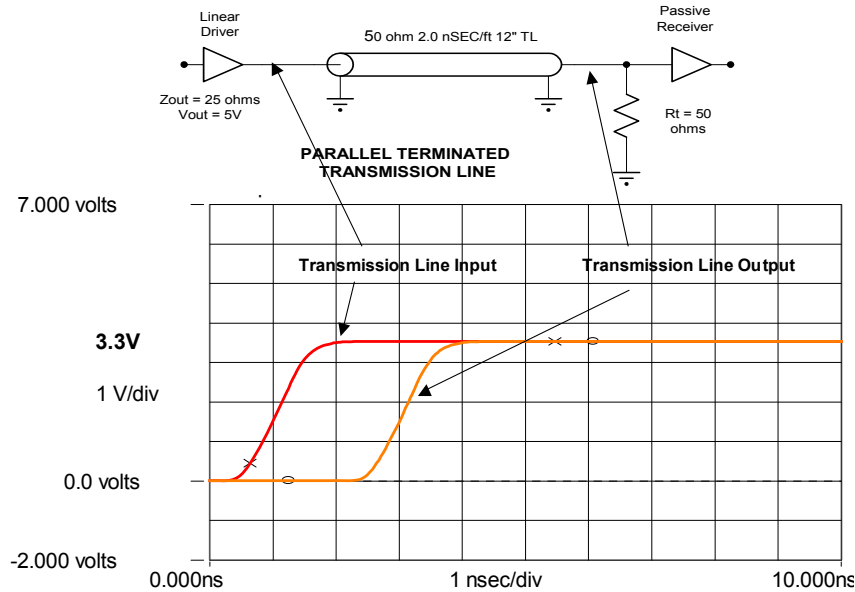 Linear
Driver
50 ohm 2.0 nSEC/ft 12" TL
Passive
Receiver
Zout = 25 ohms
Vout = 5V
Rt = 50
ohms
PARALLEL TERMINATED
TRANSMISSION LINE
7.000 volts
Transmission Line Input
Transmission Line Output
3.3V
1 V/div
0.0 volts
-2.000 volts
0.000ns
1 nsec/div
10.000ns